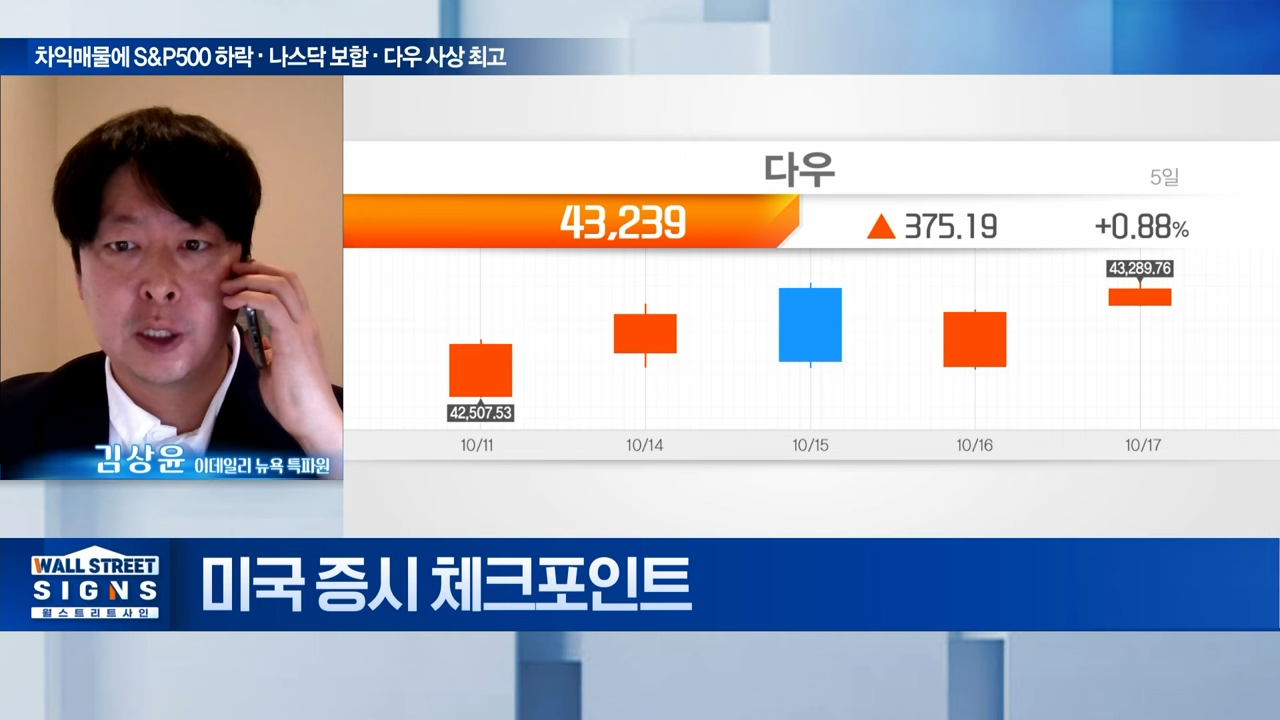 차익매물에 S&P500 하락· 나스닥 보합· 다우 사상 최고
다우
5일
43,239
▲ 375.19
+0.88%
43,289.76
42,507.53
10/11
10/14
10/15
10/16
10/17
김상윤 이데일리 뉴욕 특파원
WALL STREET
SIGNS
월스트리트사인
미국 증시 체크포인트